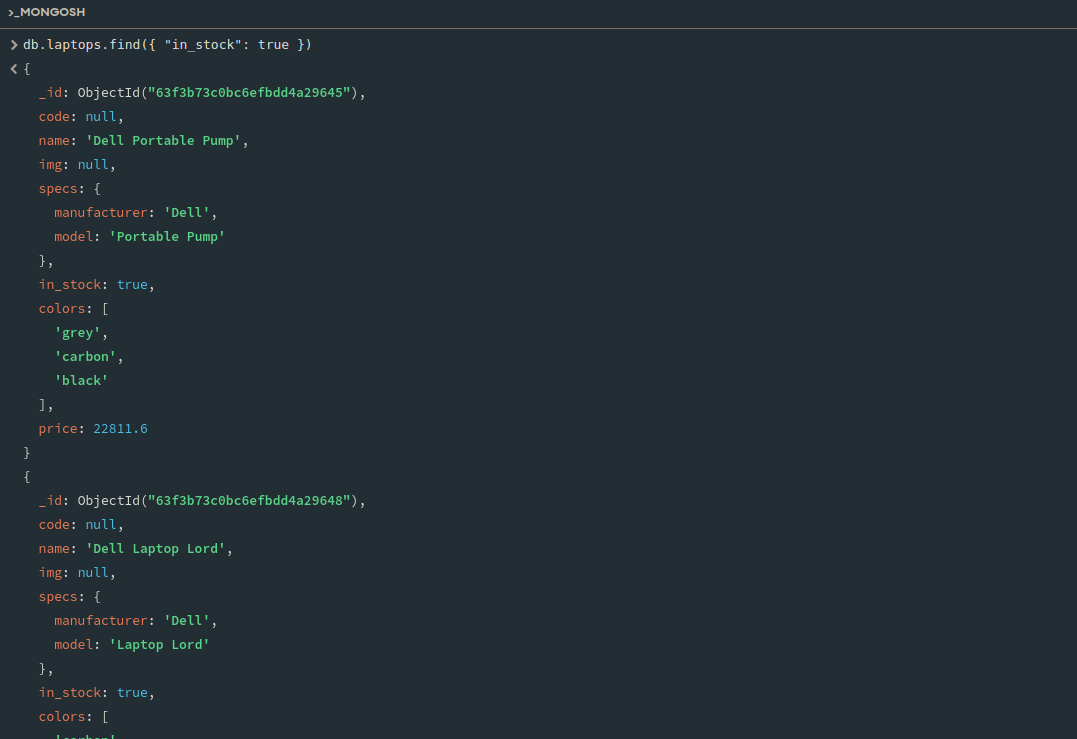 >_MONGOSH
> db.laptops.find({ "in_stock": true })
< {
_id: ObjectId("63f3b73c0bc6efbdd4a29645"),
code: null,
name: 'Dell Portable Pump',
img: null,
specs: {
manufacturer: 'Dell',
model: 'Portable Pump'
},
in_stock: true,
colors: [
'grey',
'carbon',
'black'
],
price: 22811.6
}
{
_id: ObjectId("63f3b73c0bc6efbdd4a29648"),
code: null,
name: 'Dell Laptop Lord',
img: null,
specs: {
manufacturer: 'Dell',
model: 'Laptop Lord'
},
in_stock: true,
colors: [